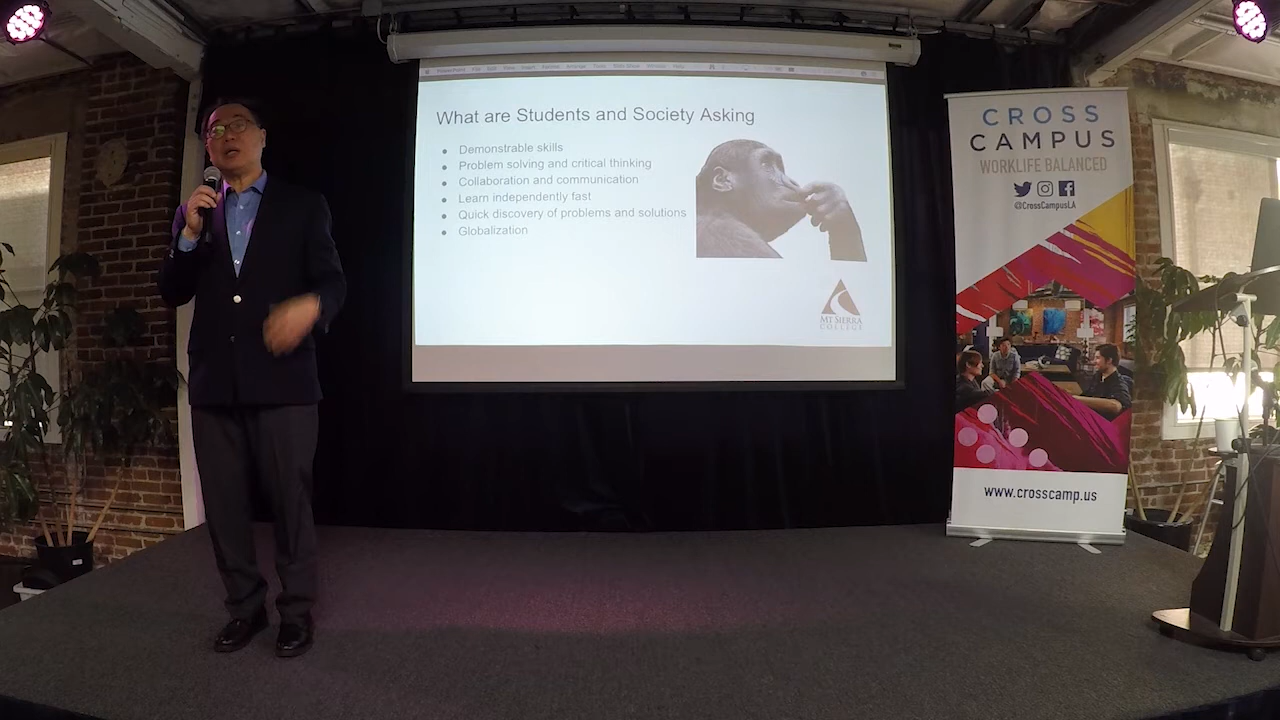 What are Students and Society Asking
Demonstrable skills
Problem solving and critical thinking
Collaboration and communication
Learn independently fast
Quick discovery of problems and solutions
Globalization
MT SIERRA
COLLEGE
CROSS
CAMPUS
WORKLIFE BALANCED
@CrossCampusLA
www.crosscamp.us